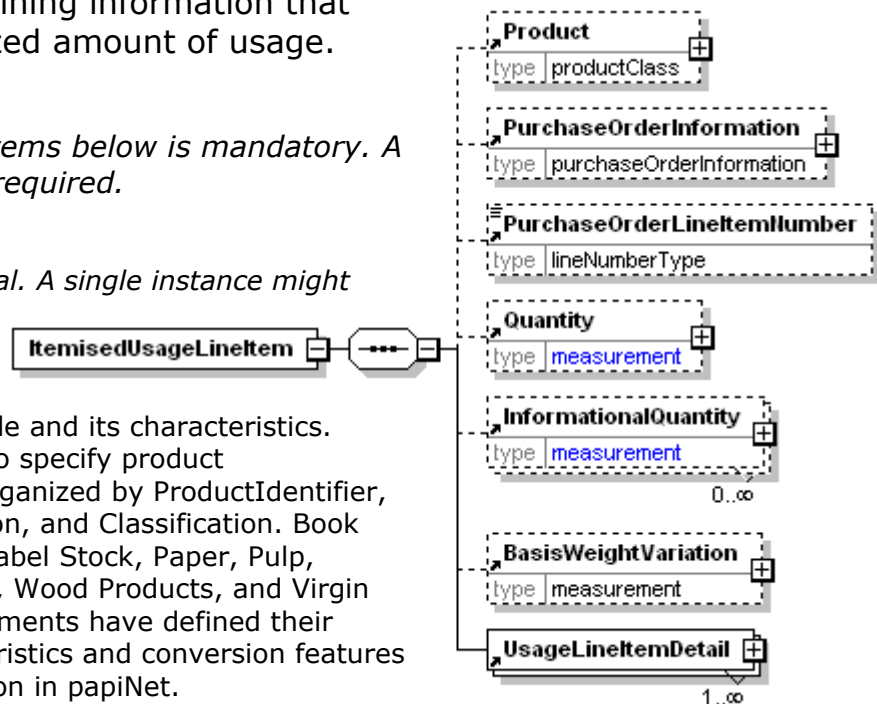 ining information that
ed amount of usage.
ems below is mandatory. A
required.
al. A single instance might
le and its characteristics.
o specify product
ganized by ProductIdentifier,
on, and Classification. Book
abel Stock, Paper, Pulp,
, Wood Products, and Virgin
ments have defined their
ristics and conversion features
on in papiNet.
ItemisedUsageLineItem
Product
type productClass
PurchaseOrderInformation
type purchaseOrderInformation
PurchaseOrderLineItemNumber
type lineNumberType
Quantity
type measurement
InformationalQuantity
type measurement
0..∞
BasisWeightVariation
type measurement
UsageLineItemDetail
1..∞